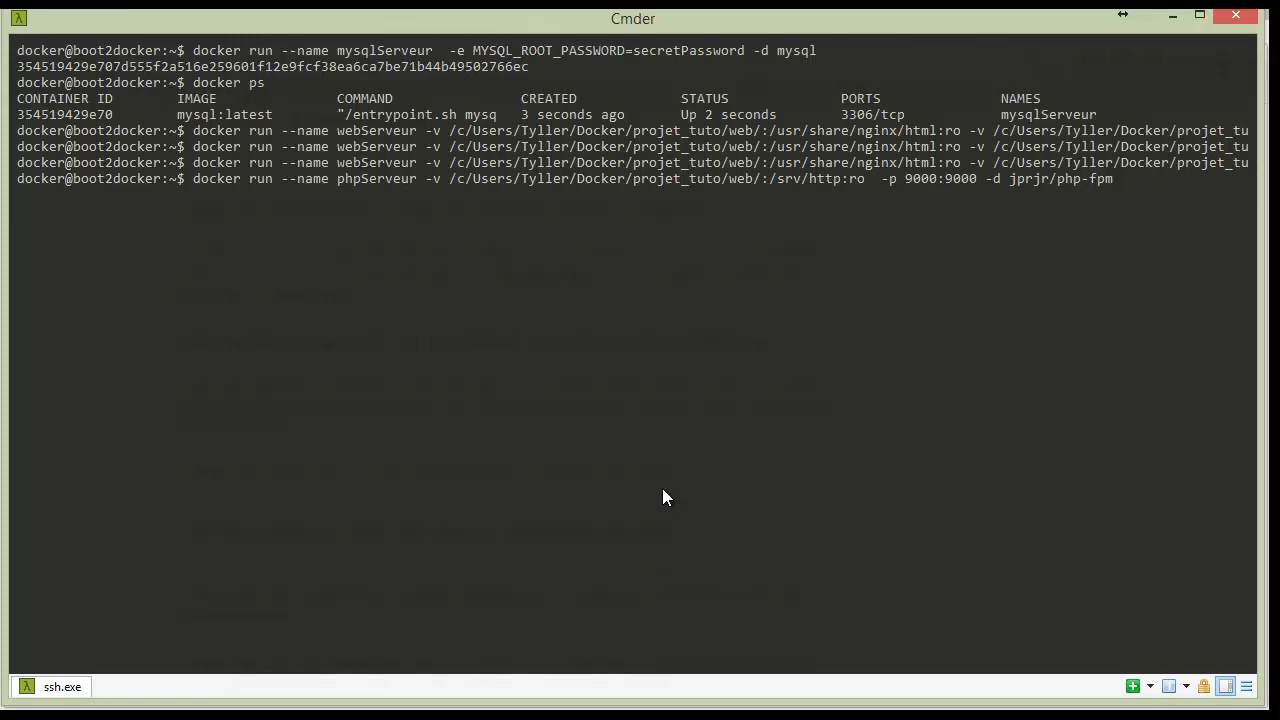 Cmder
docker@boot2docker:~$ docker run --name mysqlServeur  -e MYSQL_ROOT_PASSWORD=secretPassword -d mysql
354519429e707d555f2a516e259601f12e9fcf38ea6ca7be71b44b49502766ec
docker@boot2docker:~$ docker ps
CONTAINER ID        IMAGE               COMMAND                CREATED             STATUS              PORTS               NAMES
354519429e70        mysql:latest        "/entrypoint.sh mysq   3 seconds ago       Up 2 seconds        3306/tcp            mysqlServeur
docker@boot2docker:~$ docker run --name webServeur -v /c/Users/Tyller/Docker/projet_tuto/web/:/usr/share/nginx/html:ro -v /c/Users/Tyller/Docker/projet_tu
docker@boot2docker:~$ docker run --name webServeur -v /c/Users/Tyller/Docker/projet_tuto/web/:/usr/share/nginx/html:ro -v /c/Users/Tyller/Docker/projet_tu
docker@boot2docker:~$ docker run --name webServeur -v /c/Users/Tyller/Docker/projet_tuto/web/:/usr/share/nginx/html:ro -v /c/Users/Tyller/Docker/projet_tu
docker@boot2docker:~$ docker run --name phpServeur -v /c/Users/Tyller/Docker/projet_tuto/web/:/srv/http:ro  -p 9000:9000 -d jprjr/php-fpm
ssh.exe